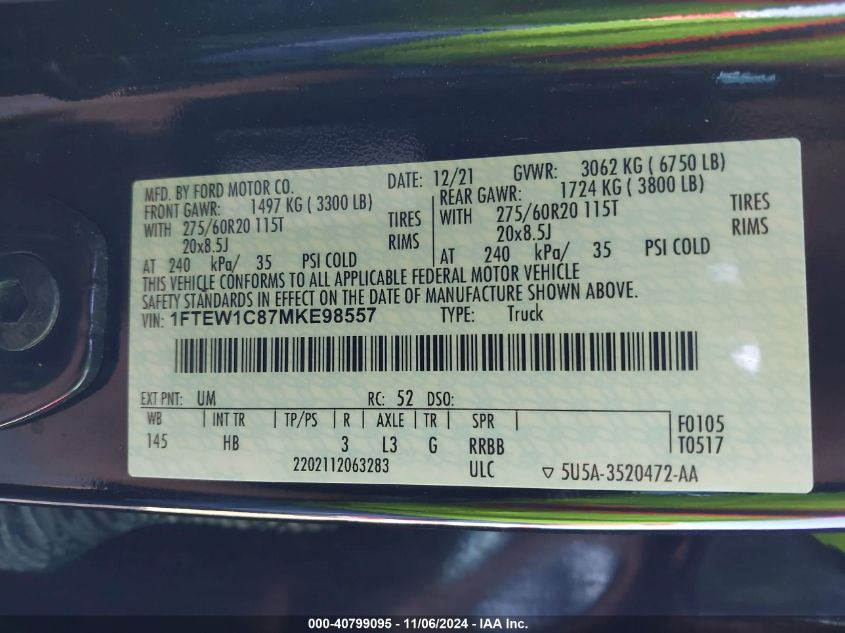 MFD. BY FORD MOTOR CO. DATE: 12/21 GVWR: 3062 KG ( 6750 LB)
FRONT GAWR: 1497 KG ( 3300 LB) REAR GAWR: 1724 KG ( 3800 LB)
WITH 275/60R20 115T TIRES WITH 275/60R20 115T TIRES
20x8.5J RIMS 20x8.5J RIMS
AT 240 kPa/ 35 PSI COLD AT 240 kPa/ 35 PSI COLD
THIS VEHICLE CONFORMS TO ALL APPLICABLE FEDERAL MOTOR VEHICLE
SAFETY STANDARDS IN EFFECT ON THE DATE OF MANUFACTURE SHOWN ABOVE.
VIN: 1FTEW1C87MKE98557 TYPE: Truck
EXT PNT: UM RC: 52 DSO:
WB INT TR TP/PS R AXLE TR SPR F0105
145 HB 3 L3 G RRBB T0517
2202112063283 ULC ▽ 5U5A-3520472-AA
000-40799095 - 11/06/2024 - IAA Inc.